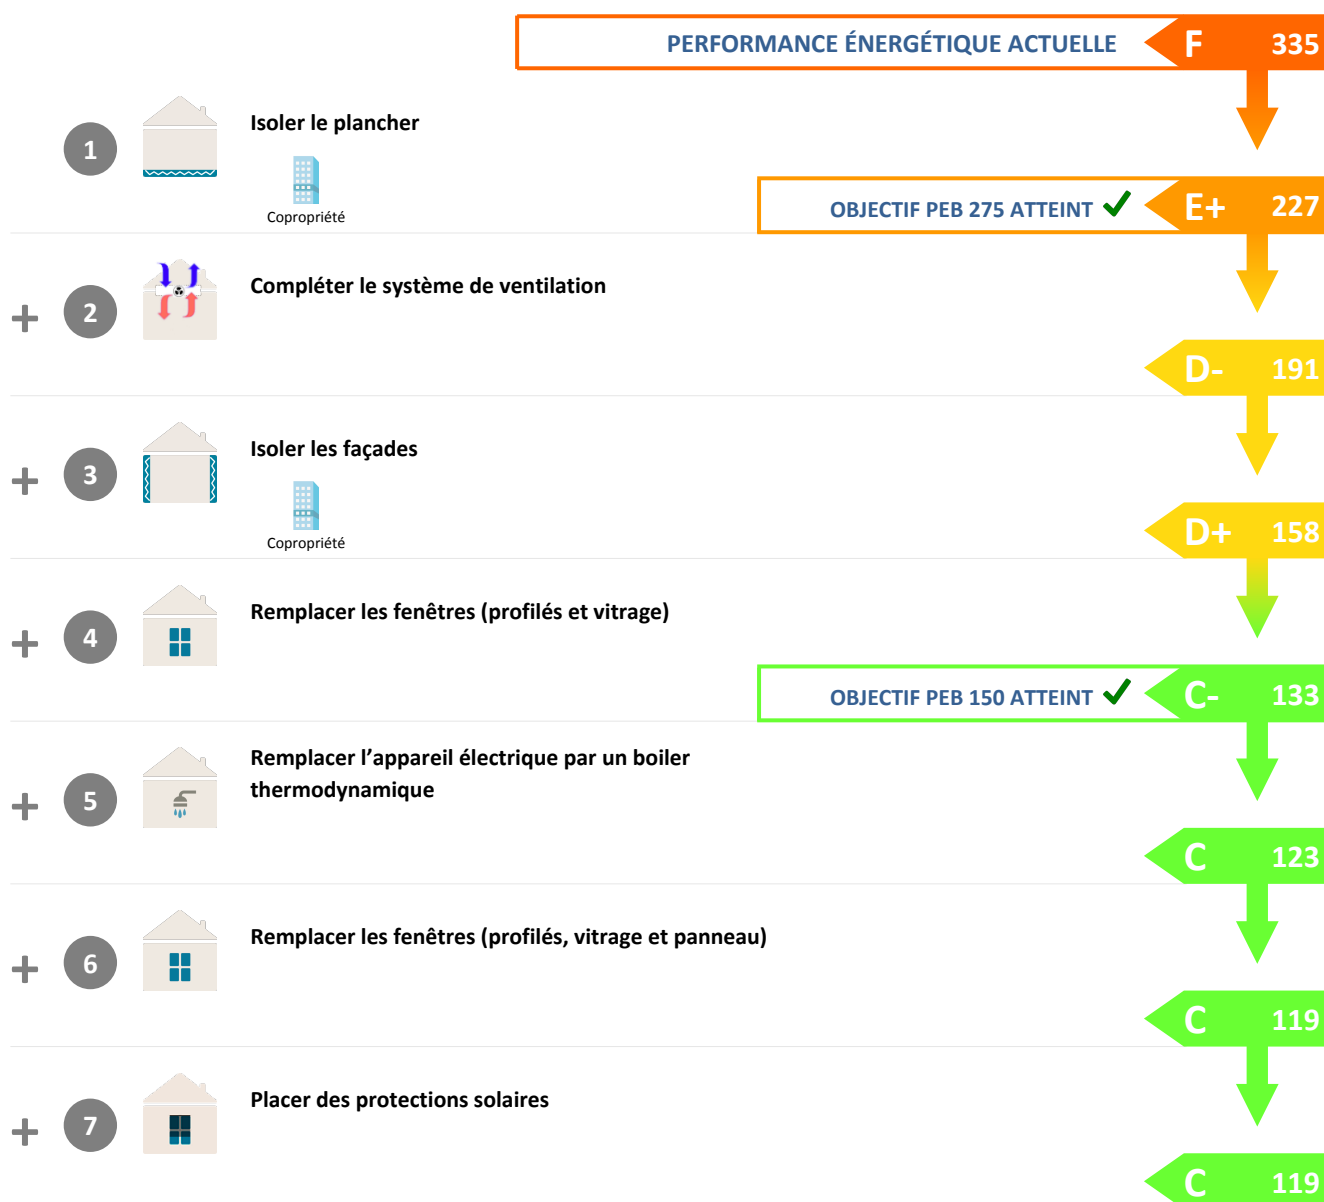 PERFORMANCE ÉNERGÉTIQUE ACTUELLE F 335
1 Isoler le plancher
Copropriété
OBJECTIF PEB 275 ATTEINT E+ 227
+ 2 Compléter le système de ventilation
D- 191
+ 3 Isoler les façades
Copropriété
D+ 158
+ 4 Remplacer les fenêtres (profilés et vitrage)
OBJECTIF PEB 150 ATTEINT C- 133
Remplacer l’appareil électrique par un boiler
+ 5 thermodynamique
C 123
+ 6 Remplacer les fenêtres (profilés, vitrage et panneau)
C 119
+ 7 Placer des protections solaires
C 119